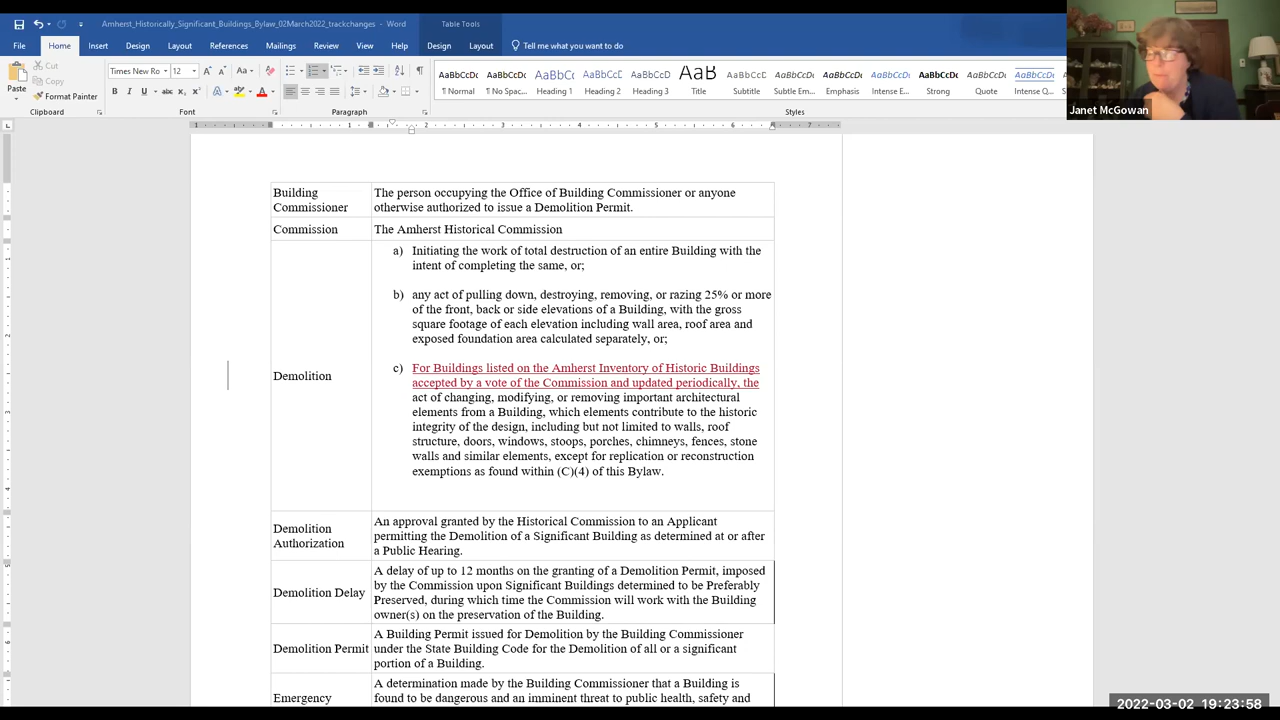 Amherst_Historically_Significant_Buildings_Bylaw_02March2022_trackchanges - Word
Table Tools
File Home Insert Design Layout References Mailings Review View Help Design Layout Tell me what you want to do
Paste
Cut
Copy
Format Painter
Clipboard
Times New Ro 12
Font
Paragraph
AaBbCcD ¶ Normal
AaBbCcD ¶ No Spac...
Heading 1
Heading 2
Heading 3
Title
Subtitle
Subtle Em...
Emphasis
Intense E...
Strong
Quote
Intense Q...
Styles
Janet McGowan
Building Commissioner
The person occupying the Office of Building Commissioner or anyone
otherwise authorized to issue a Demolition Permit.
Commission
The Amherst Historical Commission
Demolition
a) Initiating the work of total destruction of an entire Building with the
intent of completing the same, or;
b) any act of pulling down, destroying, removing, or razing 25% or more
of the front, back or side elevations of a Building, with the gross
square footage of each elevation including wall area, roof area and
exposed foundation area calculated separately, or;
c) For Buildings listed on the Amherst Inventory of Historic Buildings
accepted by a vote of the Commission and updated periodically, the
act of changing, modifying, or removing important architectural
elements from a Building, which elements contribute to the historic
integrity of the design, including but not limited to walls, roof
structure, doors, windows, stoops, porches, chimneys, fences, stone
walls and similar elements, except for replication or reconstruction
exemptions as found within (C)(4) of this Bylaw.
Demolition Authorization
An approval granted by the Historical Commission to an Applicant
permitting the Demolition of a Significant Building as determined at or after
a Public Hearing.
Demolition Delay
A delay of up to 12 months on the granting of a Demolition Permit, imposed
by the Commission upon Significant Buildings determined to be Preferably
Preserved, during which time the Commission will work with the Building
owner(s) on the preservation of the Building.
Demolition Permit
A Building Permit issued for Demolition by the Building Commissioner
under the State Building Code for the Demolition of all or a significant
portion of a Building.
Emergency
A determination made by the Building Commissioner that a Building is
found to be dangerous and an imminent threat to public health, safety and
2022-03-02 19:23:58